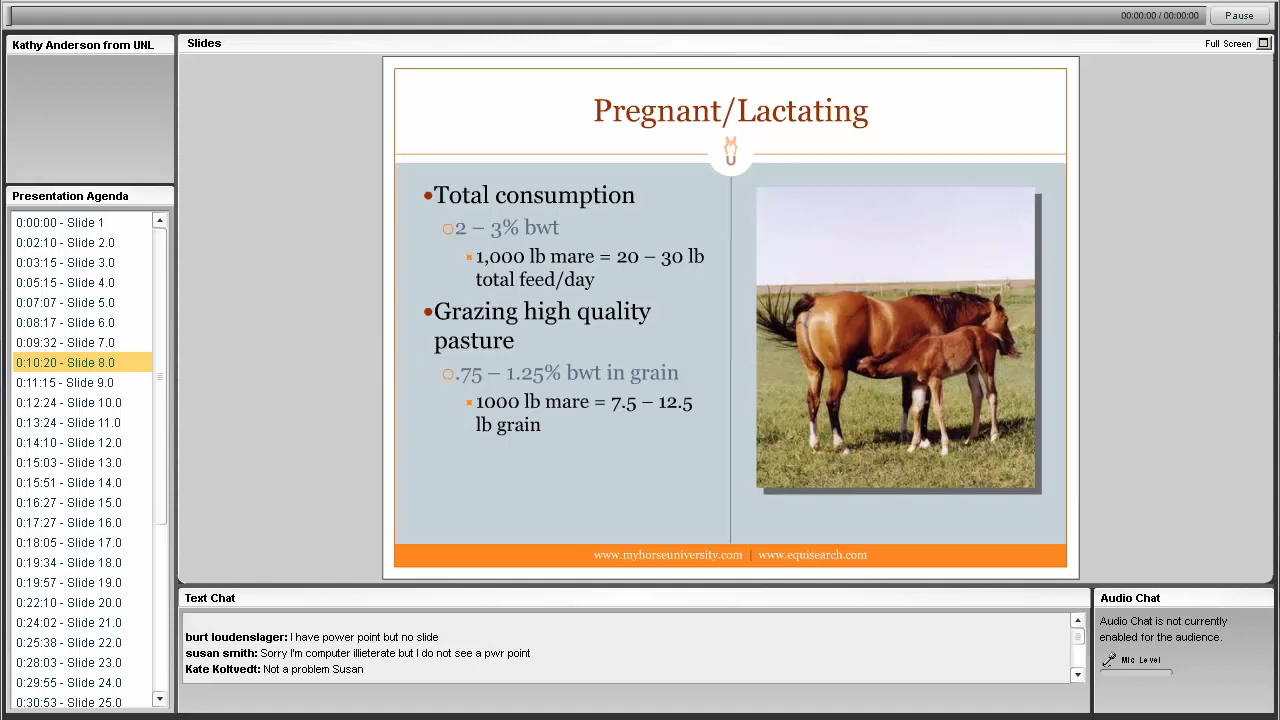 00:00:00 / 00:00:00
Pause
Kathy Anderson from UNL
Slides
Full Screen
Pregnant/Lactating
Total consumption
2 – 3% bwt
1,000 lb mare = 20 – 30 lb
total feed/day
Grazing high quality
pasture
.75 – 1.25% bwt in grain
1000 lb mare = 7.5 – 12.5
lb grain
www.myhorseuniversity.com | www.equisearch.com
Presentation Agenda
0:00:00 - Slide 1
0:02:10 - Slide 2.0
0:03:15 - Slide 3.0
0:05:15 - Slide 4.0
0:07:07 - Slide 5.0
0:08:17 - Slide 6.0
0:09:32 - Slide 7.0
0:10:20 - Slide 8.0
0:11:15 - Slide 9.0
0:12:24 - Slide 10.0
0:13:24 - Slide 11.0
0:14:10 - Slide 12.0
0:15:03 - Slide 13.0
0:15:51 - Slide 14.0
0:16:27 - Slide 15.0
0:17:27 - Slide 16.0
0:18:05 - Slide 17.0
0:19:34 - Slide 18.0
0:19:57 - Slide 19.0
0:22:10 - Slide 20.0
0:24:02 - Slide 21.0
0:25:38 - Slide 22.0
0:28:03 - Slide 23.0
0:29:55 - Slide 24.0
0:30:53 - Slide 25.0
Text Chat
burt loudenslager: I have power point but no slide
susan smith: Sorry I'm computer illieterate but I do not see a pwr point
Kate Koltvedt: Not a problem Susan
Audio Chat
Audio Chat is not currently
enabled for the audience.
Mic Level